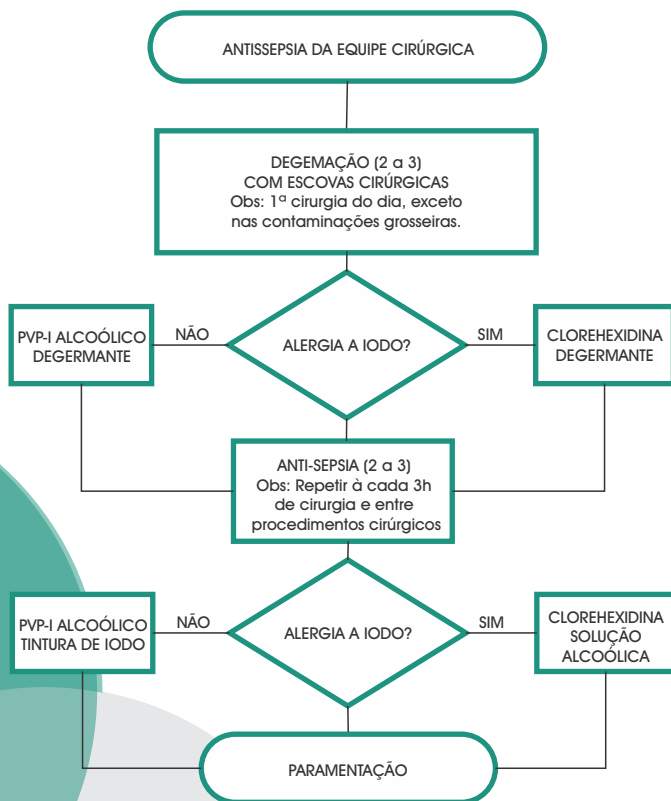 ANTISSEPSIA DA EQUIPE CIRÚRGICA
DEGEMAÇÃO (2 a 3)
COM ESCOVAS CIRÚRGICAS
Obs: 1ª cirurgia do dia, exceto
nas contaminações grosseiras.
PVP-I ALCOÓLICO
DEGERMANTE
NÃO
ALERGIA A IODO?
SIM
CLOREHEXIDINA
DEGERMANTE
ANTI-SEPSIA (2 a 3)
Obs: Repetir à cada 3h
de cirurgia e entre
procedimentos cirúrgicos
PVP-I ALCOÓLICO
TINTURA DE IODO
NÃO
ALERGIA A IODO?
SIM
CLOREHEXIDINA
SOLUÇÃO
ALCOÓLICA
PARAMENTAÇÃO